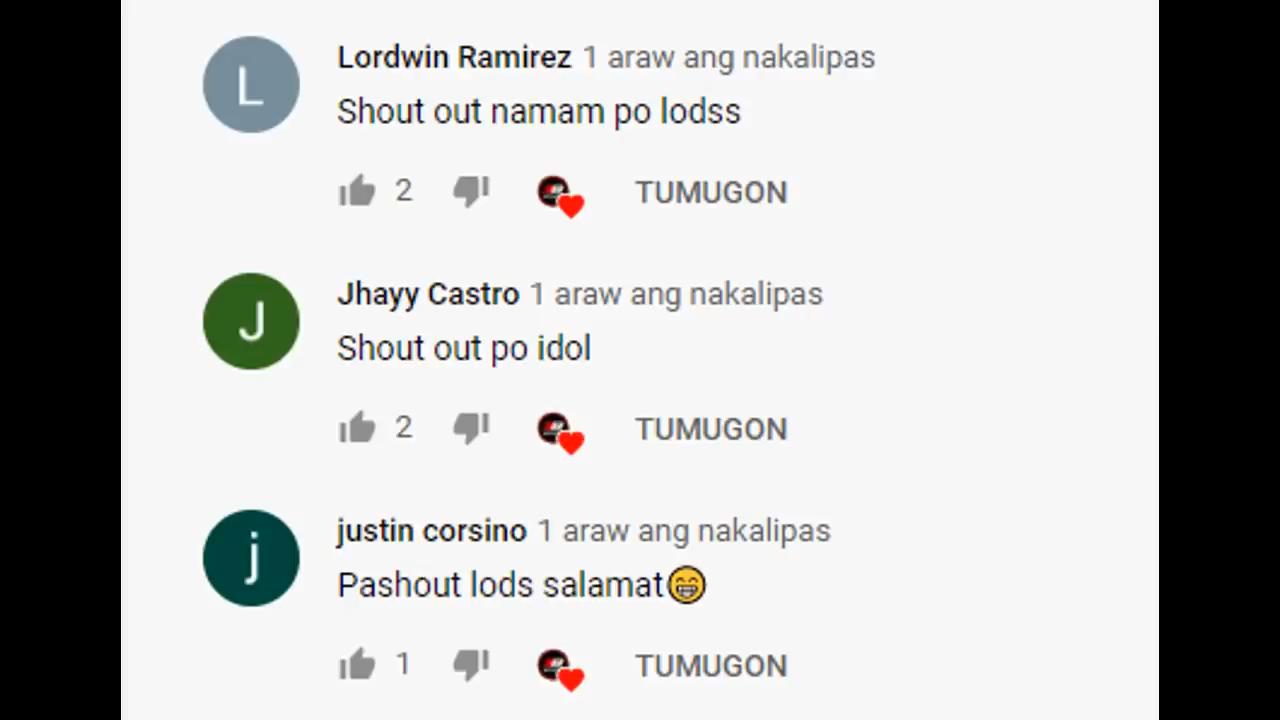 L
Lordwin Ramirez 1 araw ang nakalipas
Shout out namam po lodss
2
TUMUGON
J
Jhayy Castro 1 araw ang nakalipas
Shout out po idol
2
TUMUGON
j
justin corsino 1 araw ang nakalipas
Pashout lods salamat😁
1
TUMUGON